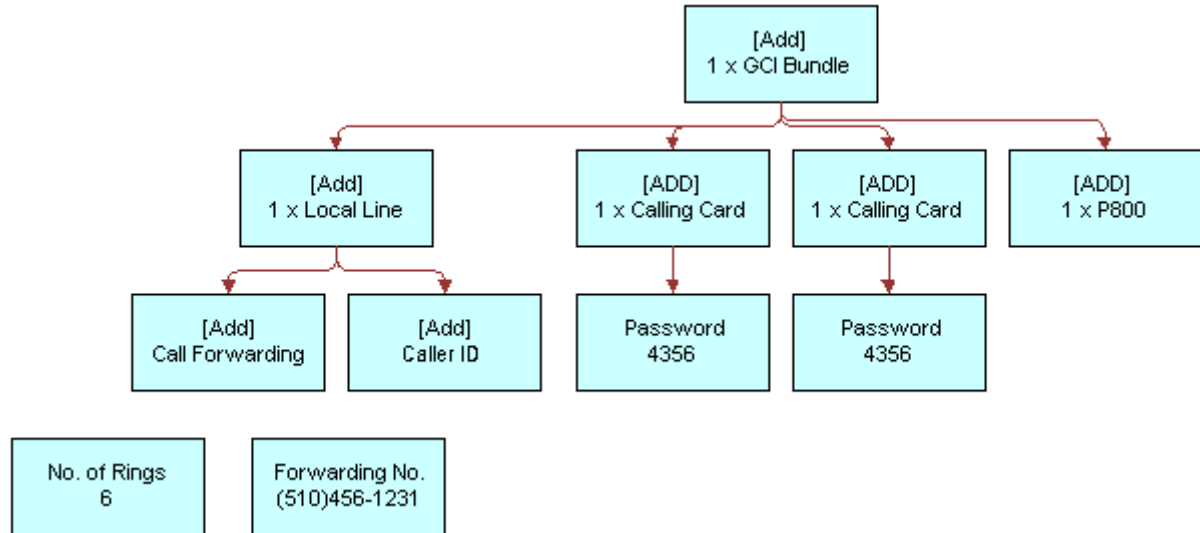 [Add]
1 x GCI Bundle
[Add]
1 x Local Line
[ADD]
1 x Calling Card
[ADD]
1 x Calling Card
[ADD]
1 x P800
[Add]
Call Forwarding
[Add]
Caller ID
Password
4356
Password
4356
No. of Rings
6
Forwarding No.
(510)456-1231